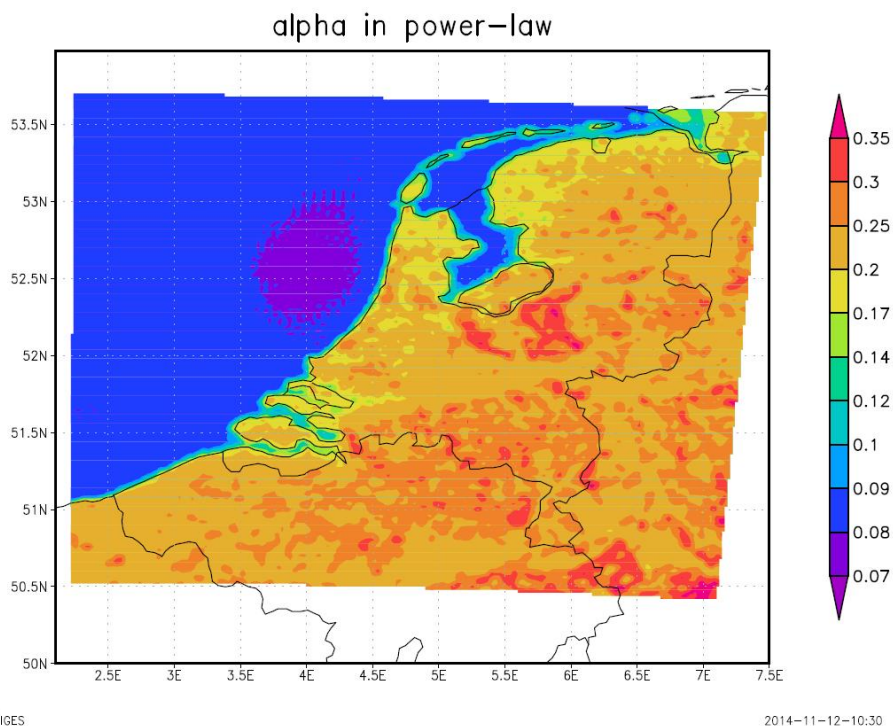 alpha in power-law
53.5N
53N
52.5N
52N
51.5N
51N
50.5N
50N
2.5E 3E 3.5E 4E 4.5E 5E 5.5E 6E 6.5E 7E 7.5E
0.35
0.3
0.25
0.2
0.17
0.14
0.12
0.1
0.09
0.08
0.07
IGES 2014-11-12-10:30